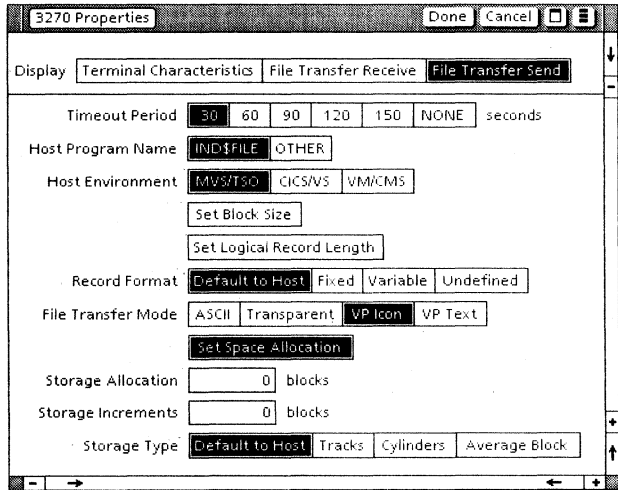 3270 Properties Done Cancel
Display Terminal Characteristics File Transfer Receive File Transfer Send
Timeout Period 30 60 90 120 150 NONE seconds
Host Program Name IND$FILE OTHER
Host Environment MVS/TSO CICS/VS VM/CMS
Set Block Size
Set Logical Record Length
Record Format Default to Host Fixed Variable Undefined
File Transfer Mode ASCII Transparent VP Icon VP Text
Set Space Allocation
Storage Allocation 0 blocks
Storage Increments 0 blocks
Storage Type Default to Host Tracks Cylinders Average Block